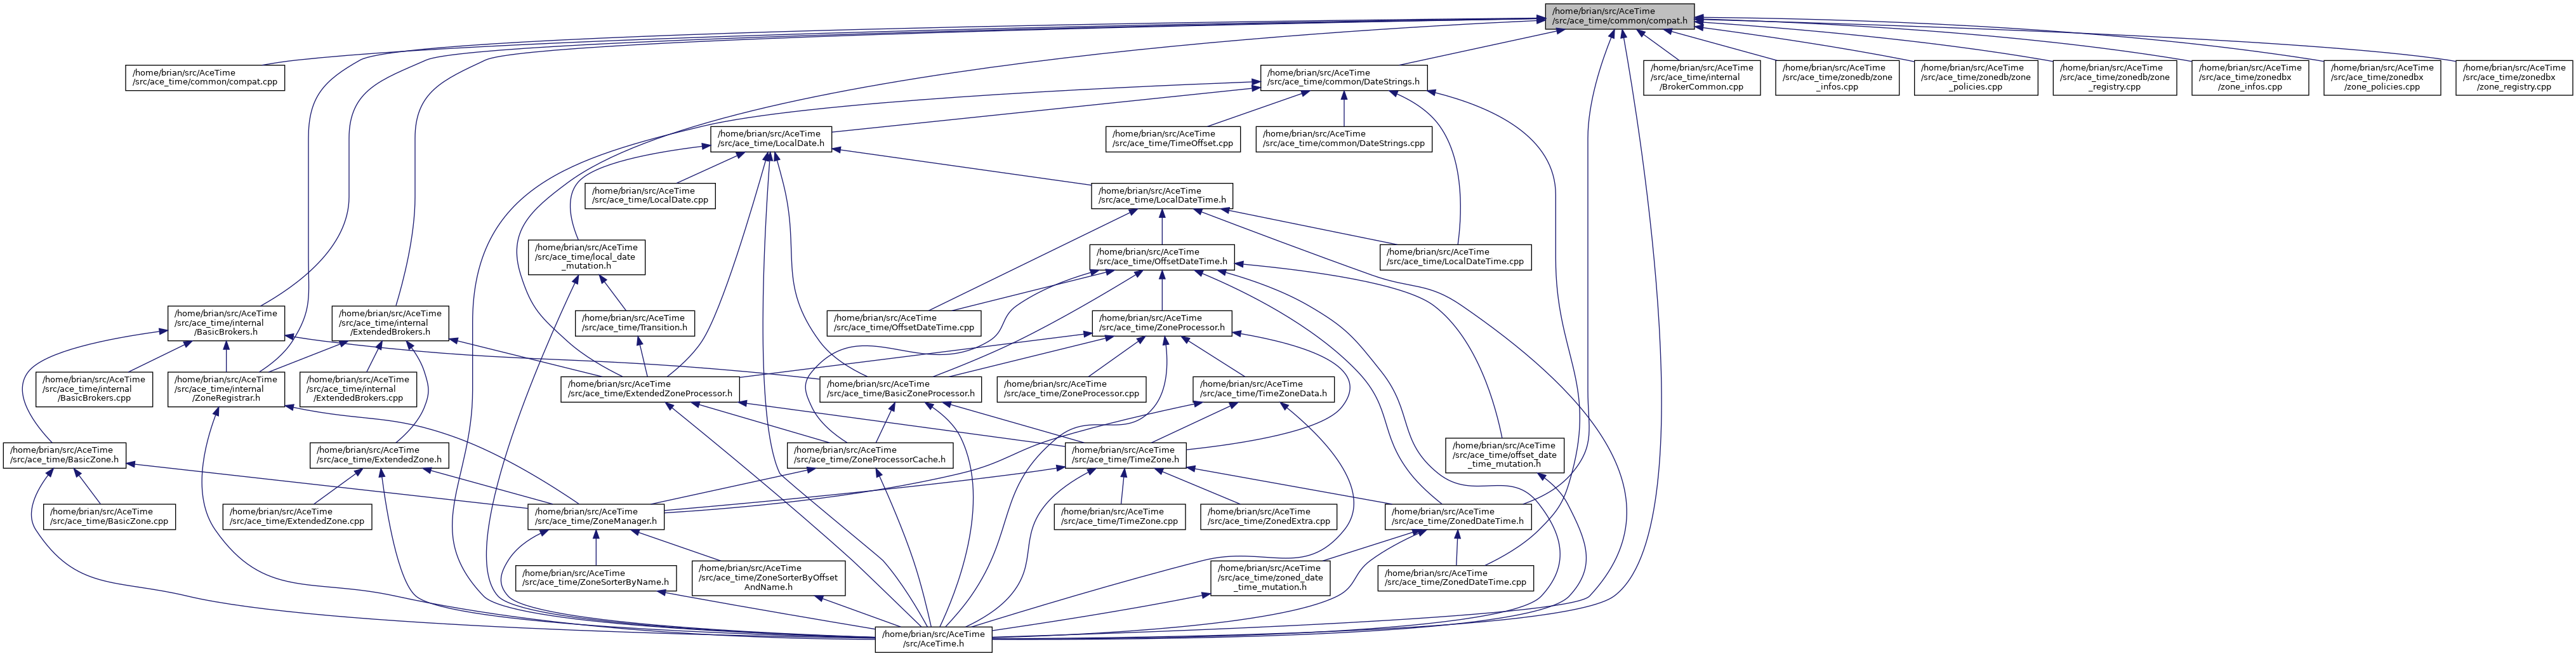 /home/brian/src/AceTime
/src/ace_time/common/compat.h
/home/brian/src/AceTime
/src/ace_time/common/compat.cpp
/home/brian/src/AceTime
/src/ace_time/common/DateStrings.h
/home/brian/src/AceTime
/src/ace_time/internal
/BrokerCommon.cpp
/home/brian/src/AceTime
/src/ace_time/zonedb/zone
_infos.cpp
/home/brian/src/AceTime
/src/ace_time/zonedb/zone
_policies.cpp
/home/brian/src/AceTime
/src/ace_time/zonedb/zone
_registry.cpp
/home/brian/src/AceTime
/src/ace_time/zonedbx
/zone_infos.cpp
/home/brian/src/AceTime
/src/ace_time/zonedbx
/zone_policies.cpp
/home/brian/src/AceTime
/src/ace_time/zonedbx
/zone_registry.cpp
/home/brian/src/AceTime
/src/ace_time/LocalDate.h
/home/brian/src/AceTime
/src/ace_time/TimeOffset.cpp
/home/brian/src/AceTime
/src/ace_time/common/DateStrings.cpp
/home/brian/src/AceTime
/src/ace_time/LocalDate.cpp
/home/brian/src/AceTime
/src/ace_time/LocalDateTime.h
/home/brian/src/AceTime
/src/ace_time/local_date
_mutation.h
/home/brian/src/AceTime
/src/ace_time/OffsetDateTime.h
/home/brian/src/AceTime
/src/ace_time/LocalDateTime.cpp
/home/brian/src/AceTime
/src/ace_time/internal
/BasicBrokers.h
/home/brian/src/AceTime
/src/ace_time/internal
/ExtendedBrokers.h
/home/brian/src/AceTime
/src/ace_time/Transition.h
/home/brian/src/AceTime
/src/ace_time/OffsetDateTime.cpp
/home/brian/src/AceTime
/src/ace_time/ZoneProcessor.h
/home/brian/src/AceTime
/src/ace_time/internal
/BasicBrokers.cpp
/home/brian/src/AceTime
/src/ace_time/internal
/ZoneRegistrar.h
/home/brian/src/AceTime
/src/ace_time/internal
/ExtendedBrokers.cpp
/home/brian/src/AceTime
/src/ace_time/ExtendedZoneProcessor.h
/home/brian/src/AceTime
/src/ace_time/BasicZoneProcessor.h
/home/brian/src/AceTime
/src/ace_time/ZoneProcessor.cpp
/home/brian/src/AceTime
/src/ace_time/TimeZoneData.h
/home/brian/src/AceTime
/src/ace_time/BasicZone.h
/home/brian/src/AceTime
/src/ace_time/ExtendedZone.h
/home/brian/src/AceTime
/src/ace_time/ZoneProcessorCache.h
/home/brian/src/AceTime
/src/ace_time/TimeZone.h
/home/brian/src/AceTime
/src/ace_time/offset_date
_time_mutation.h
/home/brian/src/AceTime
/src/ace_time/BasicZone.cpp
/home/brian/src/AceTime
/src/ace_time/ExtendedZone.cpp
/home/brian/src/AceTime
/src/ace_time/ZoneManager.h
/home/brian/src/AceTime
/src/ace_time/TimeZone.cpp
/home/brian/src/AceTime
/src/ace_time/ZonedExtra.cpp
/home/brian/src/AceTime
/src/ace_time/ZonedDateTime.h
/home/brian/src/AceTime
/src/ace_time/ZoneSorterByName.h
/home/brian/src/AceTime
/src/ace_time/ZoneSorterByOffset
AndName.h
/home/brian/src/AceTime
/src/ace_time/zoned_date
_time_mutation.h
/home/brian/src/AceTime
/src/ace_time/ZonedDateTime.cpp
/home/brian/src/AceTime
/src/AceTime.h